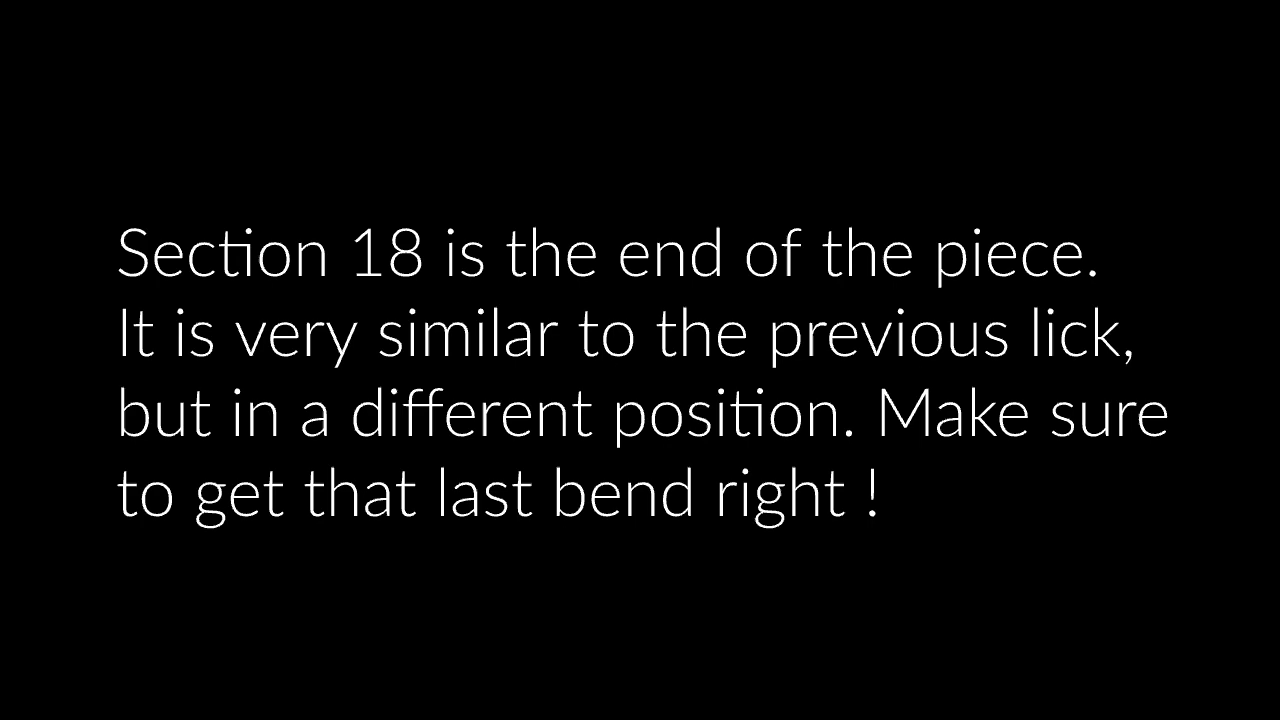 Section 18 is the end of the piece.
It is very similar to the previous lick,
but in a different position. Make sure
to get that last bend right !